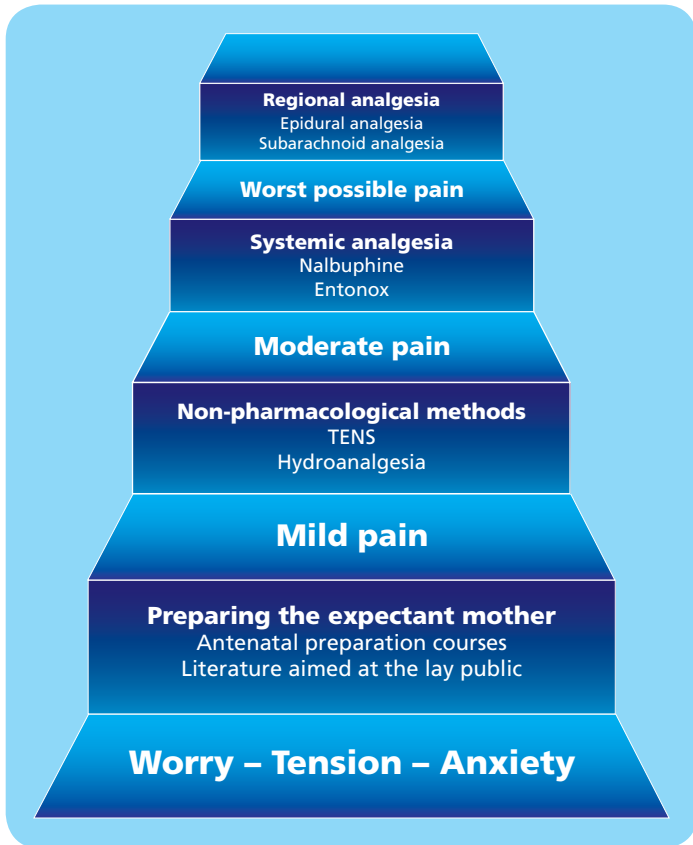 Regional analgesia
Epidural analgesia
Subarachnoid analgesia
Worst possible pain
Systemic analgesia
Nalbuphine
Entonox
Moderate pain
Non-pharmacological methods
TENS
Hydroanalgesia
Mild pain
Preparing the expectant mother
Antenatal preparation courses
Literature aimed at the lay public
Worry – Tension – Anxiety